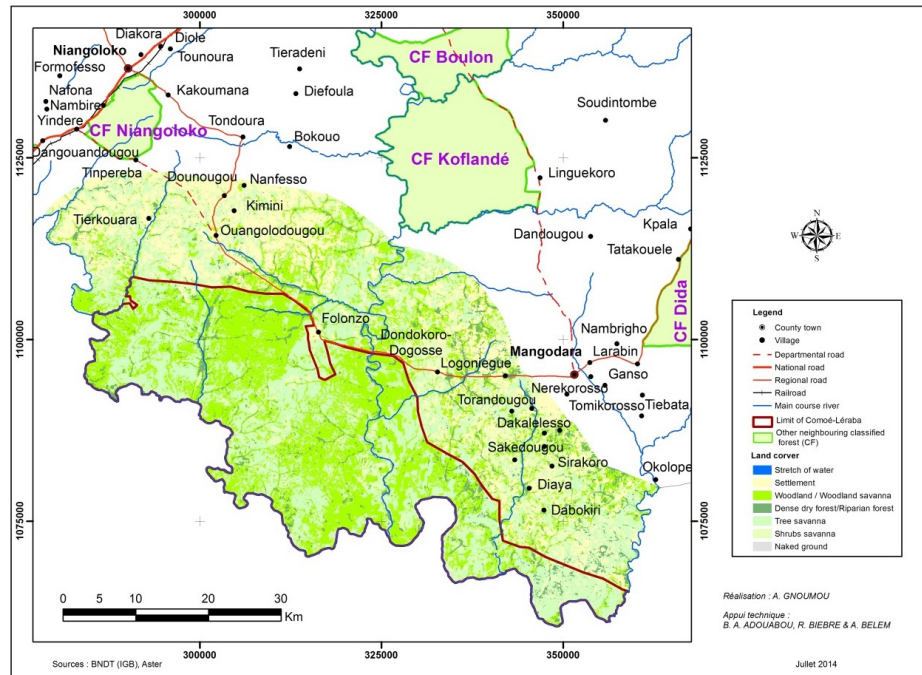 300000
325000
350000
Diakora
Diole
Niangoloko
Tounoura
Formofesso
Tieradeni
CF Boulon
Nafona
Kakoumana
Diefoula
Nambire
Soudintombe
Yindere
CF Niangoloko
Tondoura
Bokouo
Dangouandougou
CF Koflandé
1125000
1125000
Tinpereba
Dounougou
Nanfesso
Linguekoro
Kimini
Tierkouara
Kpala
Ouangolodougou
Dandougou
Tatakouele
N
W
E
S
CF Dida
Folonzo
Dondokoro-
Dogosse
Nambrigho
Mangodara
Larabin
1100000
1100000
Logoniegue
Ganso
Nerekorosso
Torandougou
Tomikorosso
Tiebata
Dakalelesso
Sakedougou
Sirakoro
Okolope
Diaya
Dabokiri
1075000
1075000
Legend
County town
Village
Departmental road
National road
Regional road
Railroad
Main course river
Limit of Comoé-Léraba
Other neighbouring classified
forest (CF)
Land corver
Stretch of water
Settlement
Woodland / Woodland savanna
Dense dry forest/Riparian forest
Tree savanna
Shrubs savanna
Naked ground
0 5 10 20 30
Km
300000
325000
350000
Réalisation : A. GNOUMOU
Appui technique :
B. A. ADOUABOU, R. BIEBRE & A. BELEM
Sources : BNDT (IGB), Aster
Jullet 2014